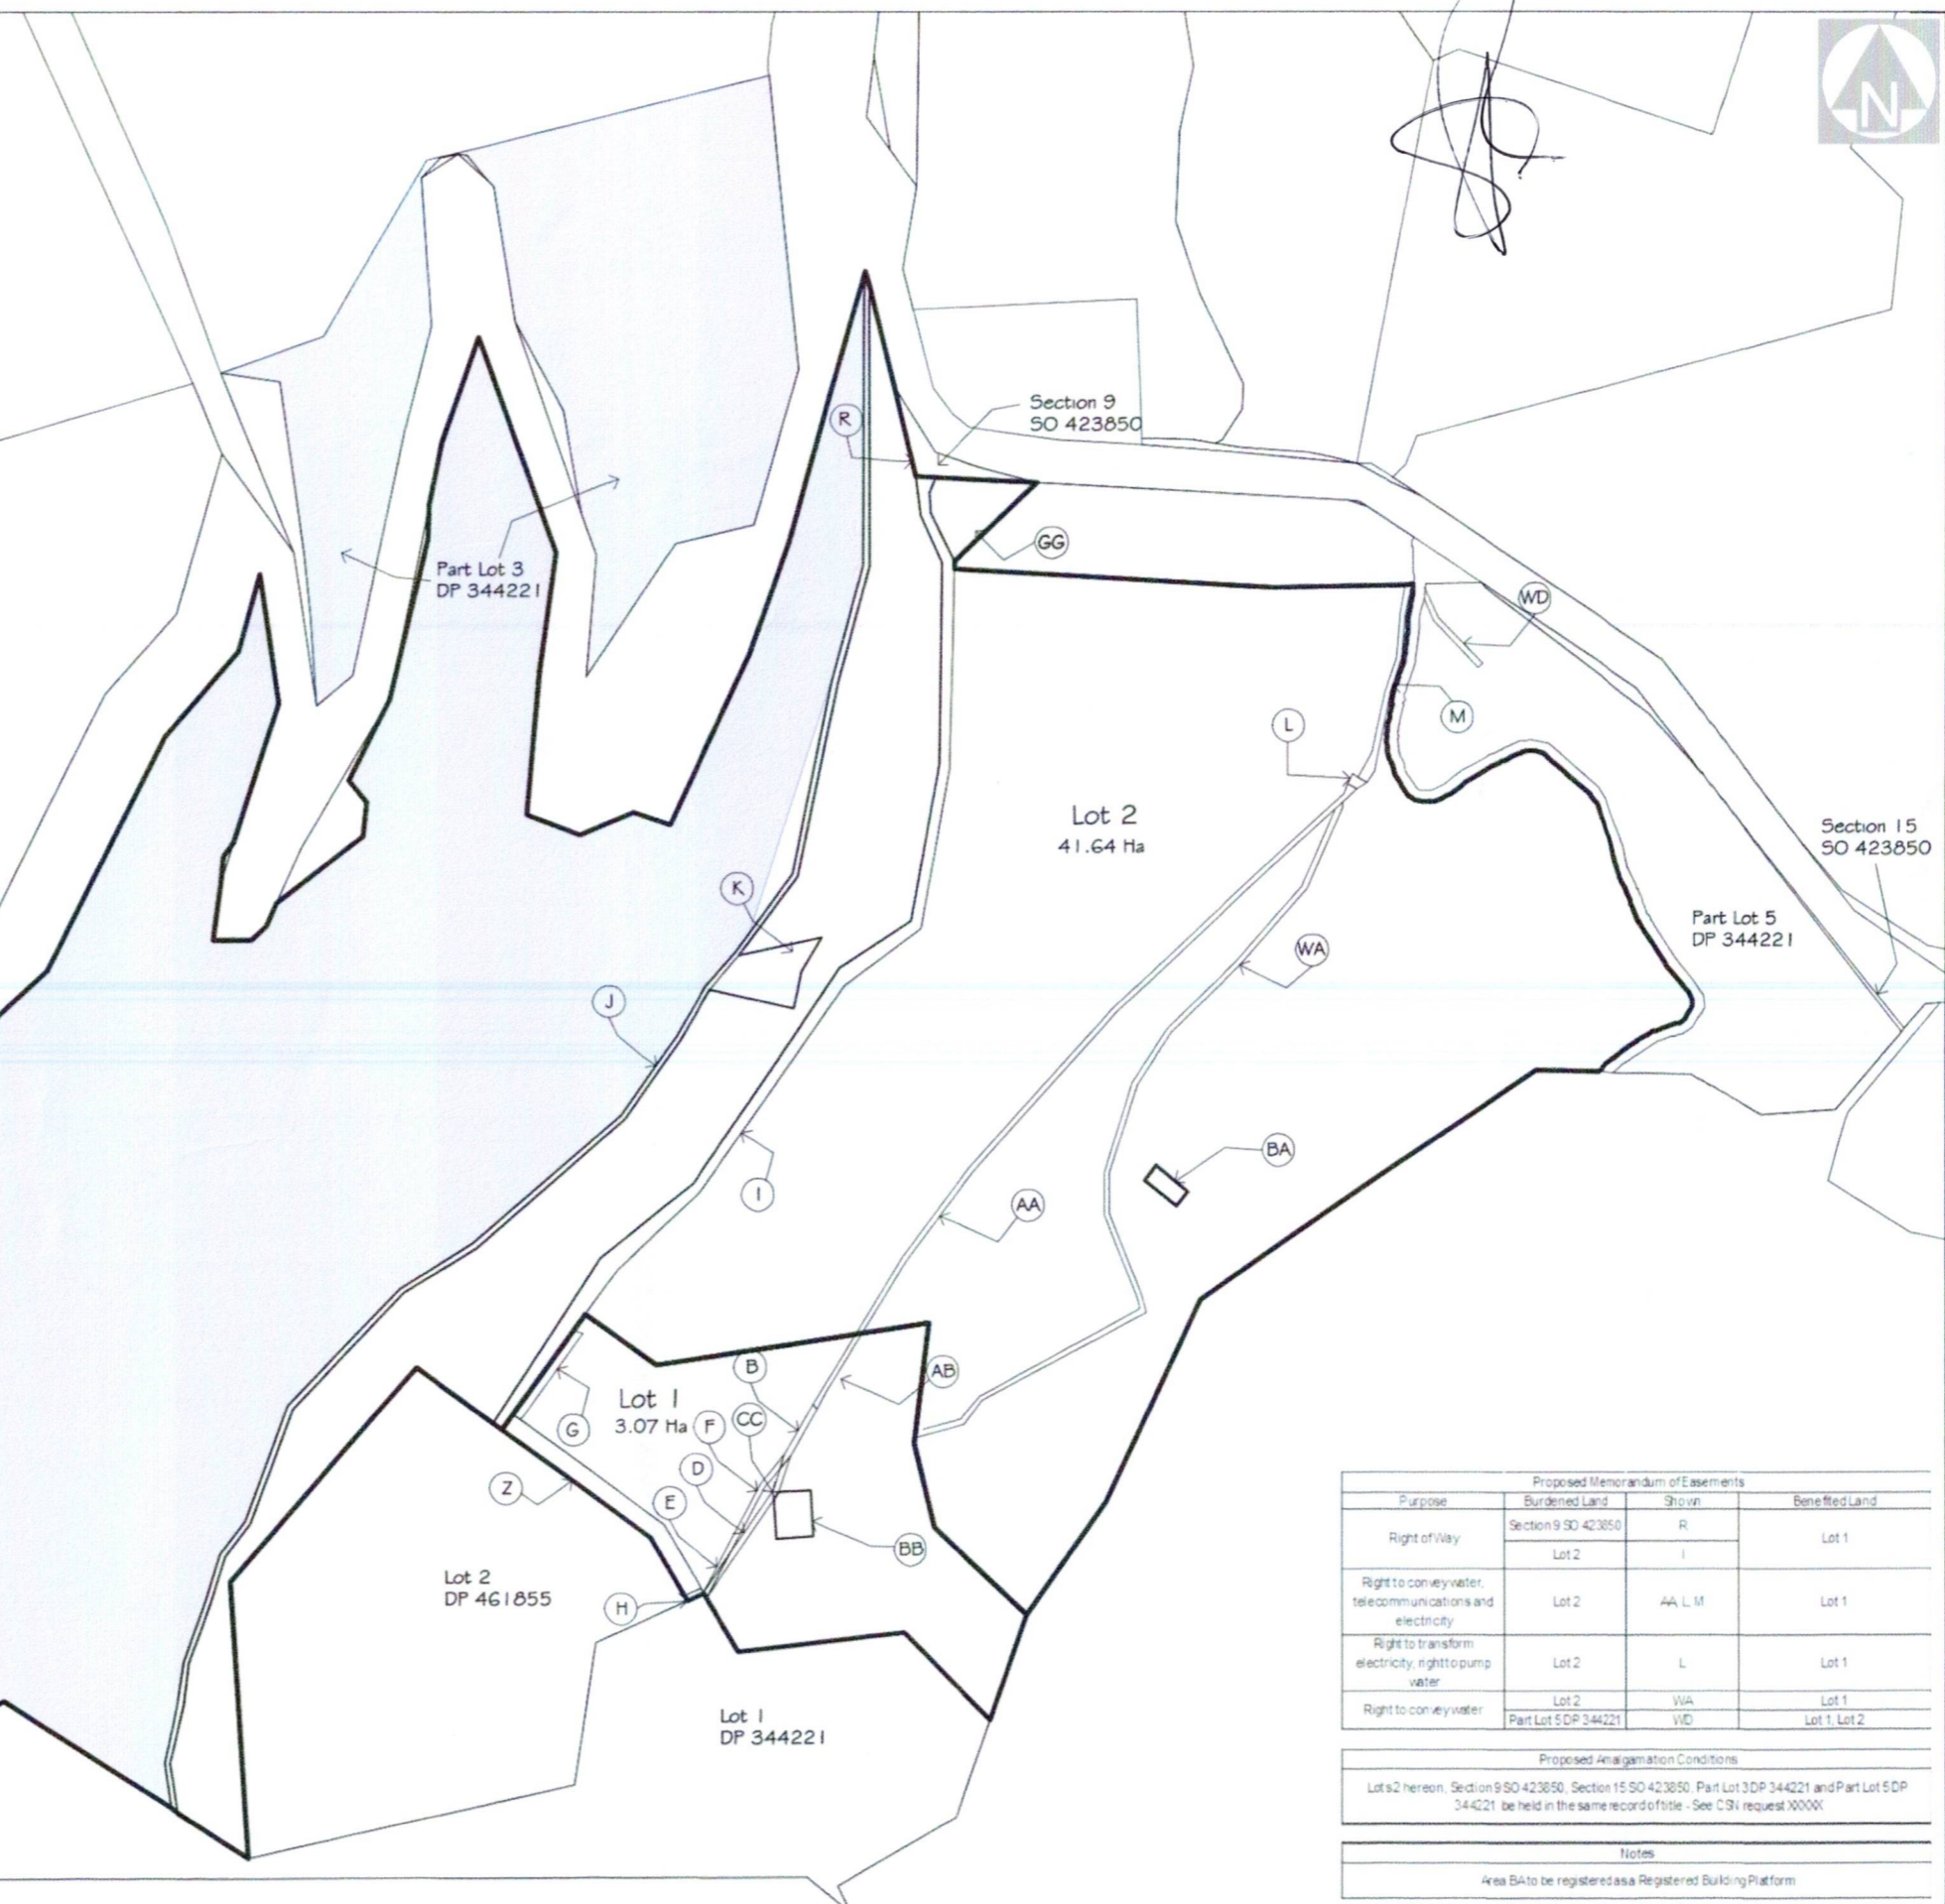 N
Section 9
SO 423850
R
GG
Part Lot 3
DP 344221
WD
M
L
Lot 2
41.64 Ha
Section 15
SO 423850
K
Part Lot 5
DP 344221
WA
J
BA
I
AA
B
AB
Lot 1
3.07 Ha
F
CC
G
D
Z
E
BB
Lot 2
DP 461855
H
Lot 1
DP 344221
Proposed Memorandum of Easements
Purpose Burdened Land Shown Benefited Land
Right of Way
Section 9 SO 423850 R
Lot 1
Lot 2 I
Right to convey water,
telecommunications and
electricity
Lot 2 AA, L, M Lot 1
Right to transform
electricity, right to pump
water
Lot 2 L Lot 1
Right to convey water
Lot 2 WA Lot 1
Part Lot 5 DP 344221 WD Lot 1, Lot 2
Proposed Amalgamation Conditions
Lots 2 hereon, Section 9 SO 423850, Section 15 SO 423850, Part Lot 3 DP 344221 and Part Lot 5 DP
344221 be held in the same record of title - See CSN request XXXXX
Notes
Area BA to be registered as a Registered Building Platform